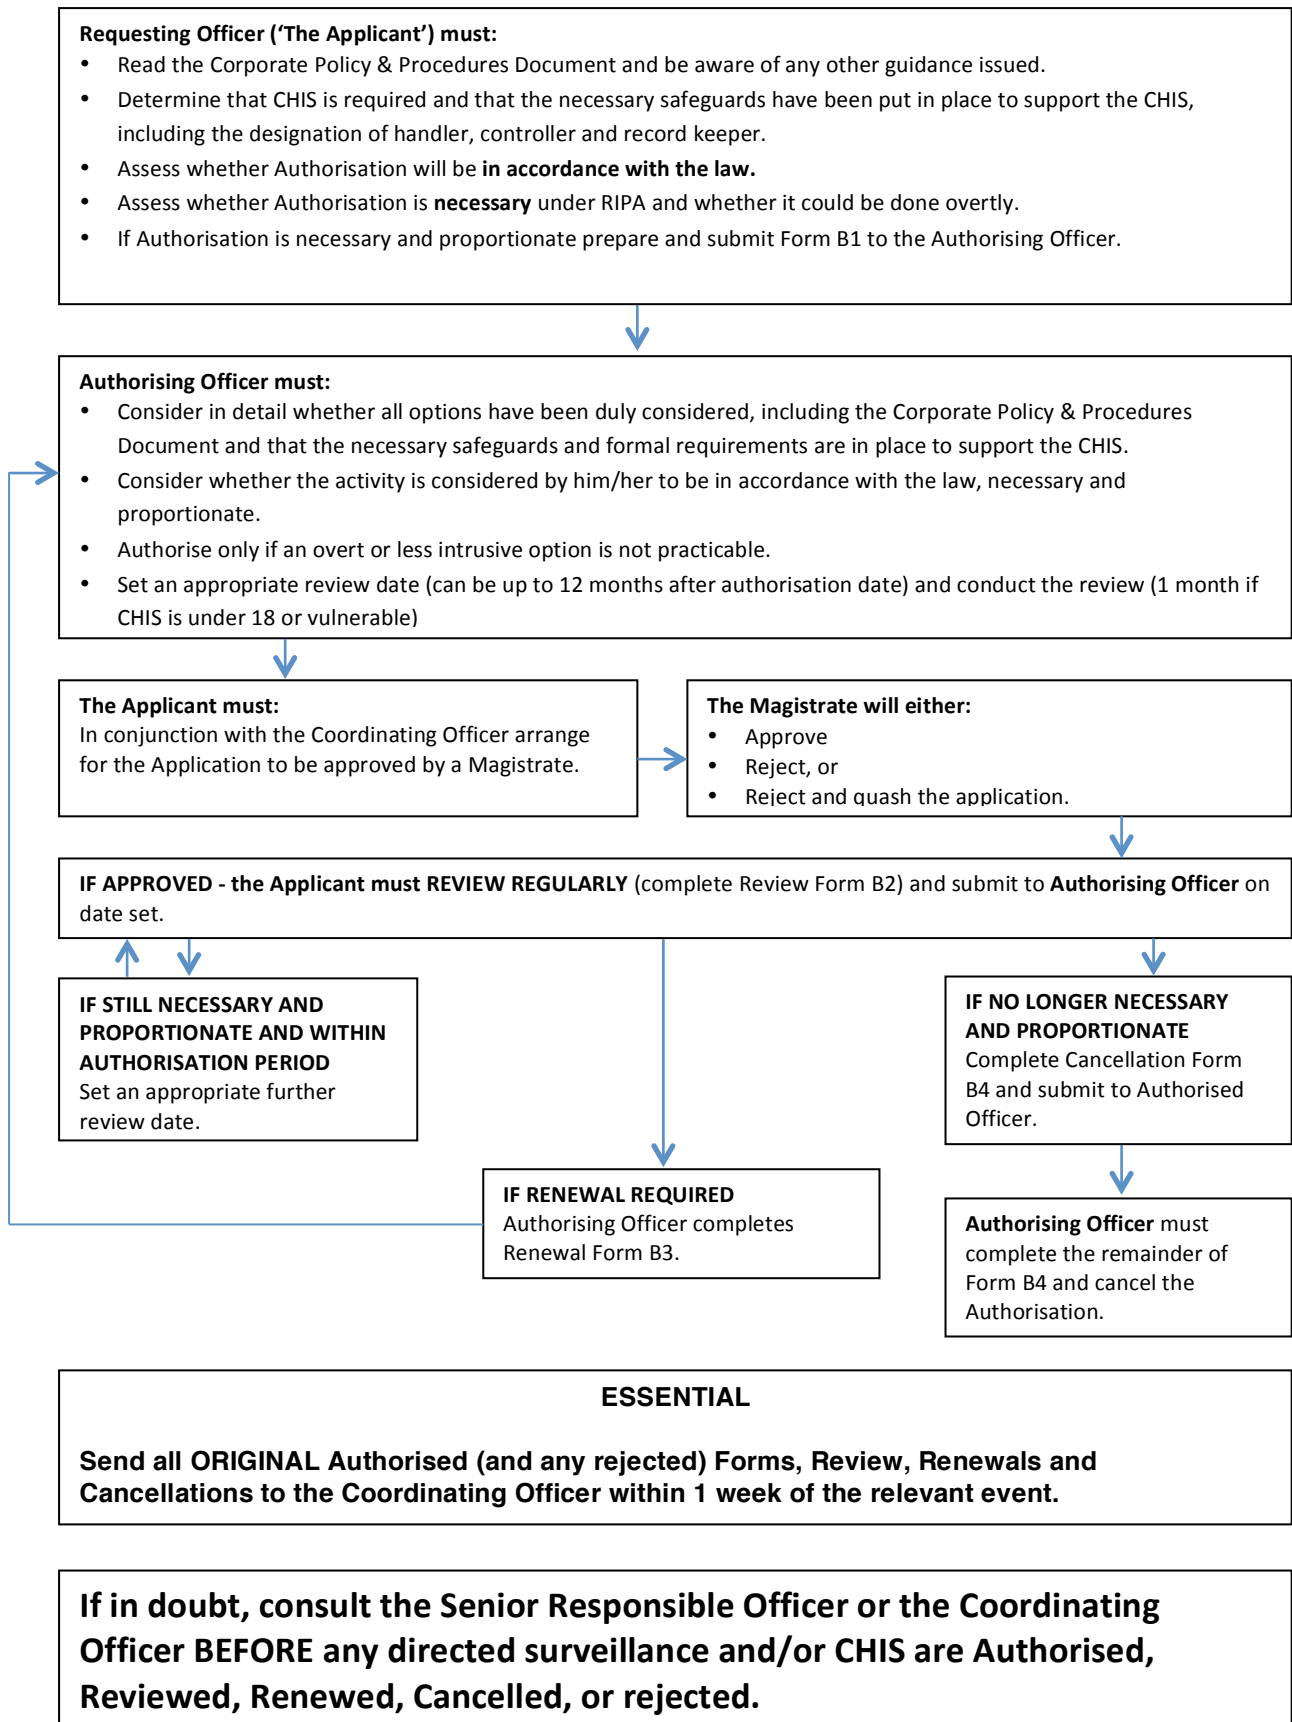 Requesting Officer (‘The Applicant’) must:
• Read the Corporate Policy & Procedures Document and be aware of any other guidance issued.
• Determine that CHIS is required and that the necessary safeguards have been put in place to support the CHIS,
including the designation of handler, controller and record keeper.
• Assess whether Authorisation will be in accordance with the law.
• Assess whether Authorisation is necessary under RIPA and whether it could be done overtly.
• If Authorisation is necessary and proportionate prepare and submit Form B1 to the Authorising Officer.
Authorising Officer must:
• Consider in detail whether all options have been duly considered, including the Corporate Policy & Procedures
Document and that the necessary safeguards and formal requirements are in place to support the CHIS.
• Consider whether the activity is considered by him/her to be in accordance with the law, necessary and
proportionate.
• Authorise only if an overt or less intrusive option is not practicable.
• Set an appropriate review date (can be up to 12 months after authorisation date) and conduct the review (1 month if
CHIS is under 18 or vulnerable)
The Applicant must:
In conjunction with the Coordinating Officer arrange
for the Application to be approved by a Magistrate.
The Magistrate will either:
• Approve
• Reject, or
• Reject and quash the application.
IF APPROVED - the Applicant must REVIEW REGULARLY (complete Review Form B2) and submit to Authorising Officer on
date set.
IF STILL NECESSARY AND
PROPORTIONATE AND WITHIN
AUTHORISATION PERIOD
Set an appropriate further
review date.
IF NO LONGER NECESSARY
AND PROPORTIONATE
Complete Cancellation Form
B4 and submit to Authorised
Officer.
IF RENEWAL REQUIRED
Authorising Officer completes
Renewal Form B3.
Authorising Officer must
complete the remainder of
Form B4 and cancel the
Authorisation.
ESSENTIAL
Send all ORIGINAL Authorised (and any rejected) Forms, Review, Renewals and
Cancellations to the Coordinating Officer within 1 week of the relevant event.
If in doubt, consult the Senior Responsible Officer or the Coordinating
Officer BEFORE any directed surveillance and/or CHIS are Authorised,
Reviewed, Renewed, Cancelled, or rejected.